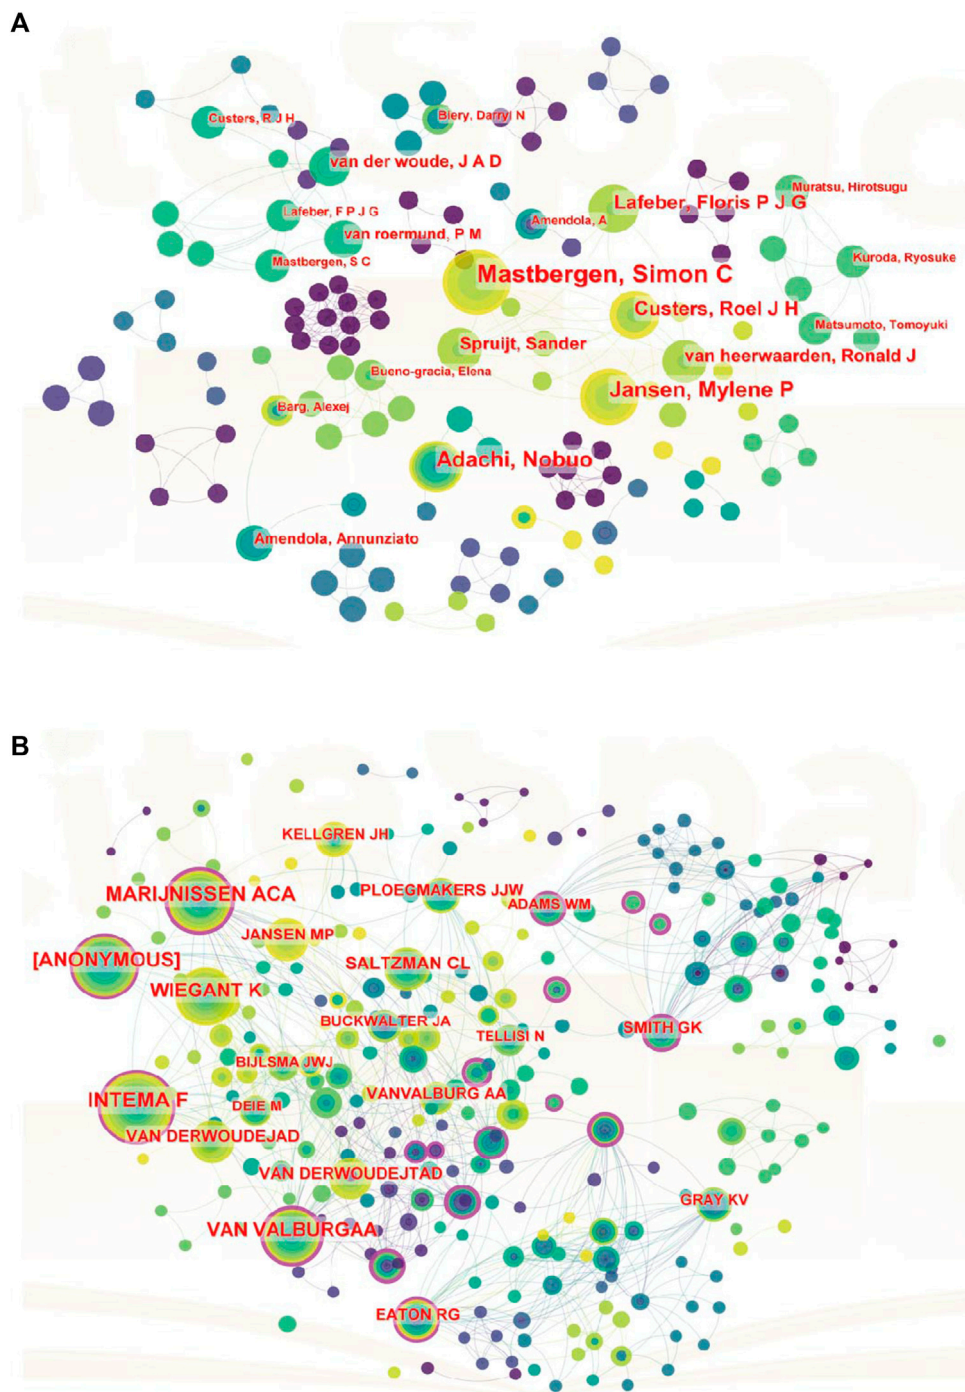 A
Custers, R J H
Blery, Darryl N
van der woude, J A D
Lafeber, Floris P J G
Muratsu, Hirotsugu
Lafeber, F P J G
Amendola, A
van roermund, P M
Kuroda, Ryosuke
Mastbergen, S C
Mastbergen, Simon C
Custers, Roel J H
Matsumoto, Tomoyuki
Spruijt, Sander
van heerwaarden, Ronald J
Bueno-gracia, Elena
Jansen, Mylene P
Barg, Alexej
Adachi, Nobuo
Amendola, Annunziato
B
KELLGREN JH
MARIJNISSEN ACA
PLOEGMAKERS JJW
ADAMS WM
JANSEN MP
[ANONYMOUS]
SALTZMAN CL
WIEGANT K
BUCKWALTER JA
SMITH GK
TELLISI N
BIJLSMA JWJ
INTEMA F
VANVALBURG AA
DEIE M
VAN DERWOUDEJAD
VAN DERWOUDEJTAD
GRAY KV
VAN VALBURGAA
EATON RG